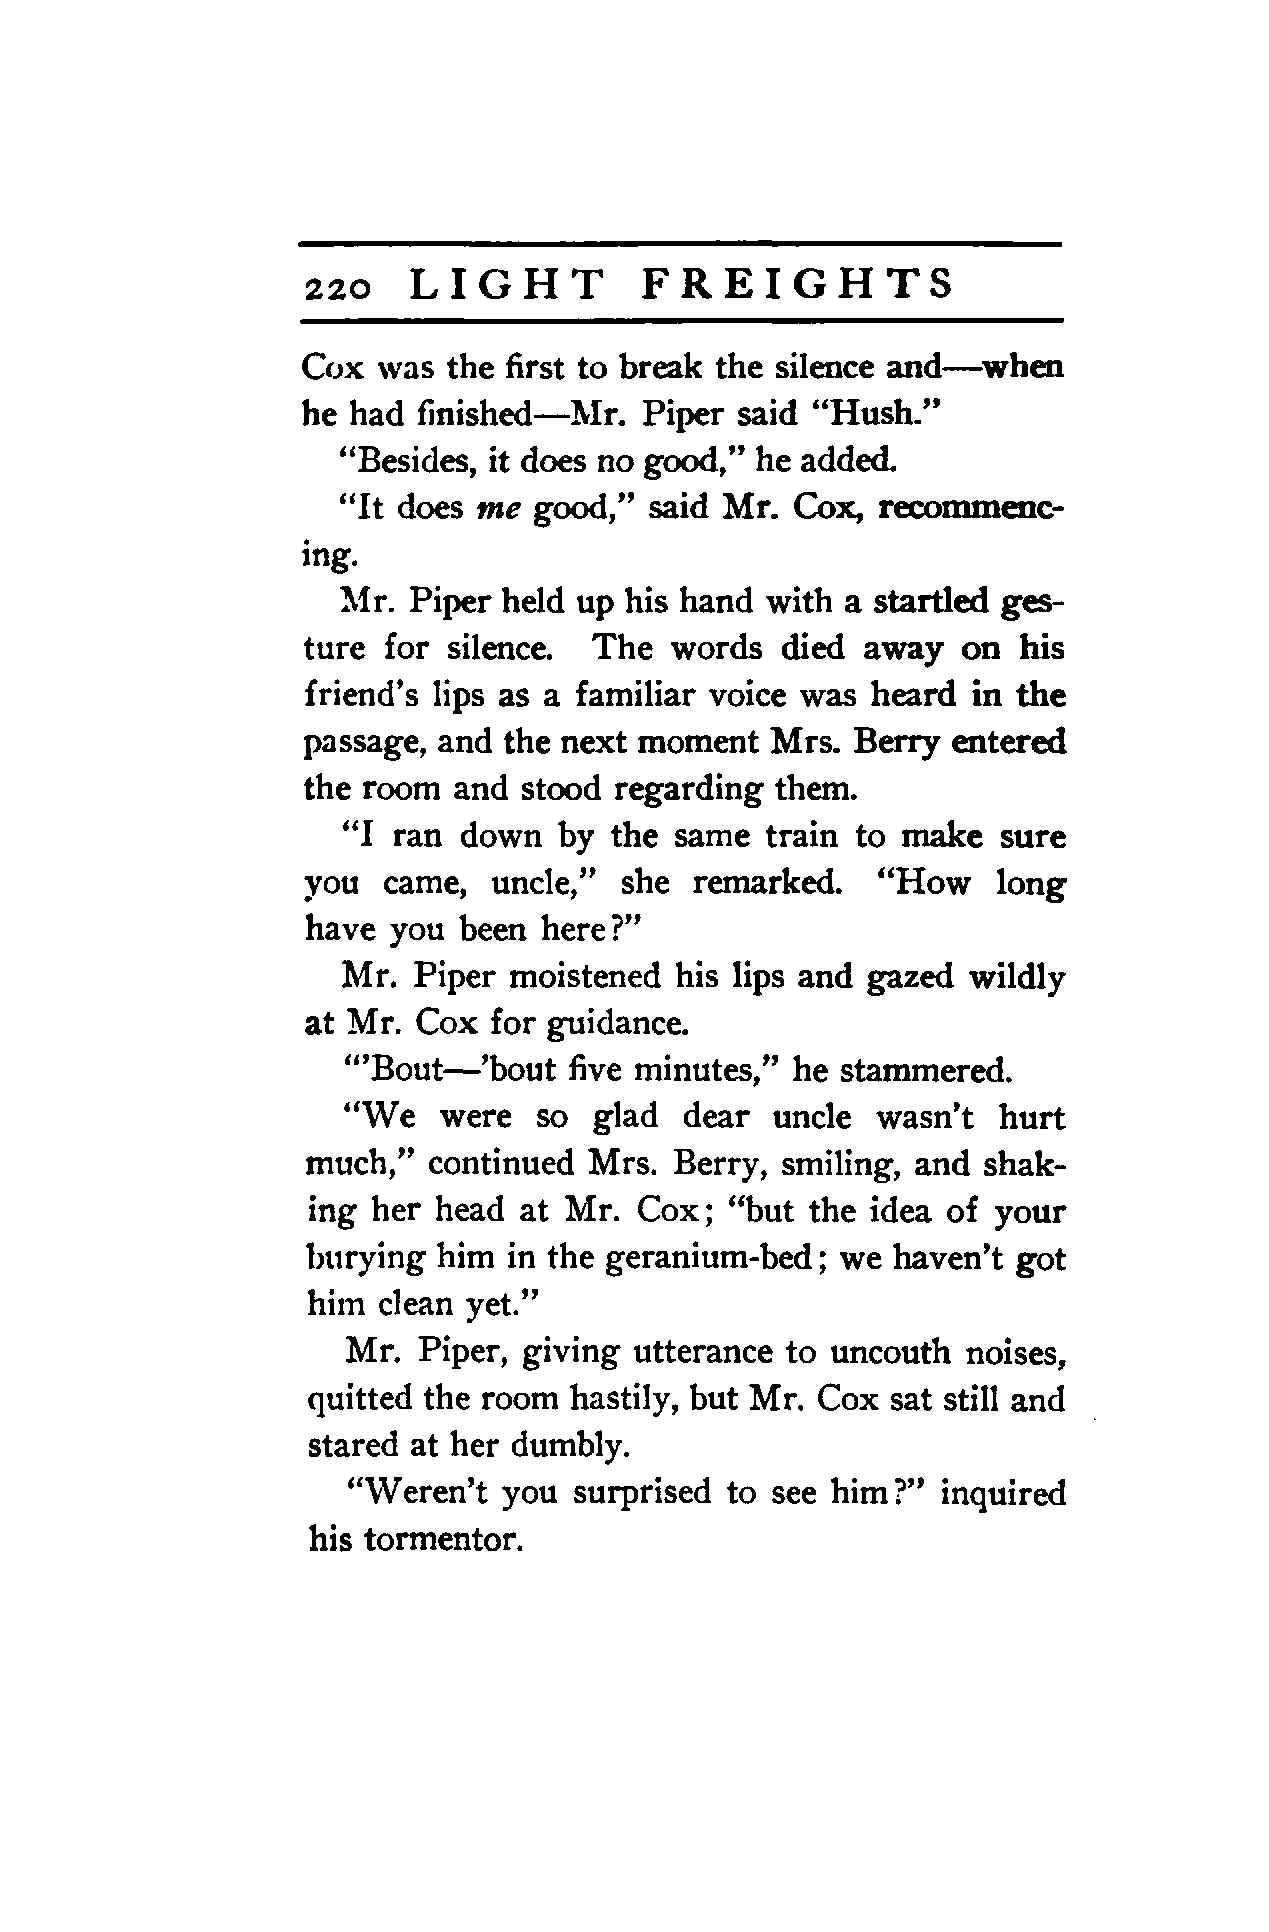 220 LIGHT FREIGHTS
Cox was the first to break the silence and—when
he had finished—Mr. Piper said “Hush.”
“Besides, it does no good,” he added.
“It does me good,” said Mr. Cox, recommenc-
ing.
Mr. Piper held up his hand with a startled ges-
ture for silence. The words died away on his
friend’s lips as a familiar voice was heard in the
passage, and the next moment Mrs. Berry entered
the room and stood regarding them.
“I ran down by the same train to make sure
you came, uncle,” she remarked. “How long
have you been here?”
Mr. Piper moistened his lips and gazed wildly
at Mr. Cox for guidance.
“’Bout—’bout five minutes,” he stammered.
“We were so glad dear uncle wasn’t hurt
much,” continued Mrs. Berry, smiling, and shak-
ing her head at Mr. Cox; “but the idea of your
burying him in the geranium-bed; we haven’t got
him clean yet.”
Mr. Piper, giving utterance to uncouth noises,
quitted the room hastily, but Mr. Cox sat still and
stared at her dumbly.
“Weren’t you surprised to see him?” inquired
his tormentor.